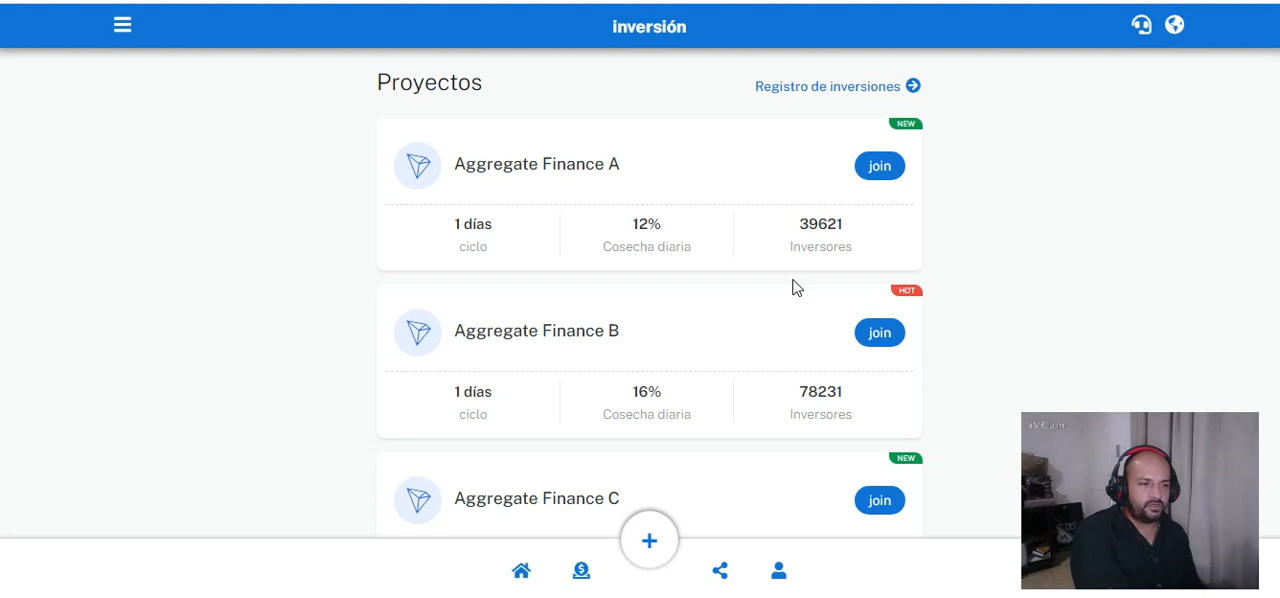 inversión
Proyectos
Registro de inversiones
NEW
Aggregate Finance A
join
1 días
12%
39621
ciclo
Cosecha diaria
Inversores
HOT
Aggregate Finance B
join
1 días
16%
78231
ciclo
Cosecha diaria
Inversores
iVCam
NEW
Aggregate Finance C
join